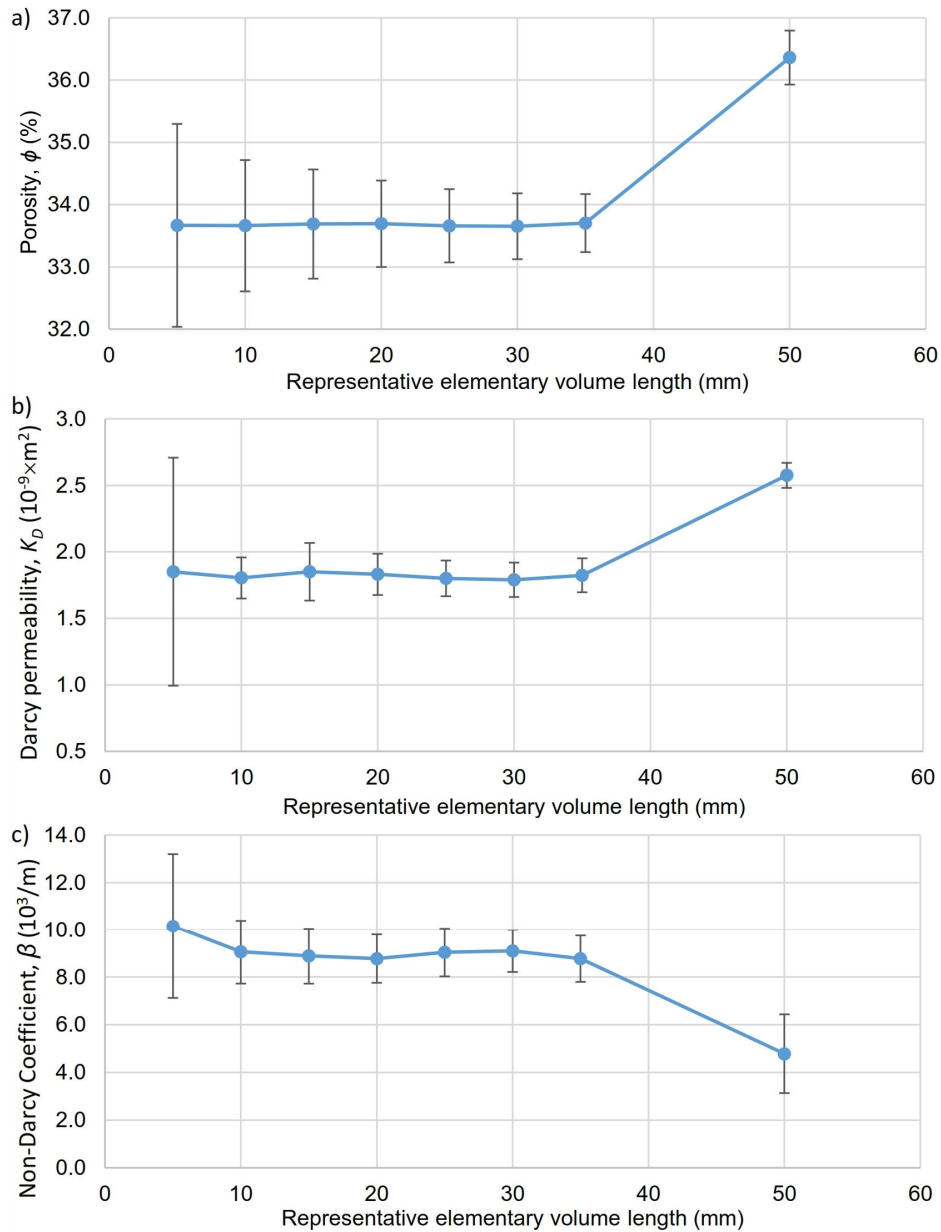 a)
Porosity, ϕ (%)
37.0
36.0
35.0
34.0
33.0
32.0
0 10 20 30 40 50 60
Representative elementary volume length (mm)
b)
Darcy permeability, K_D (10⁻⁹×m²)
3.0
2.5
2.0
1.5
1.0
0.5
0 10 20 30 40 50 60
Representative elementary volume length (mm)
c)
Non-Darcy Coefficient, β (10³/m)
14.0
12.0
10.0
8.0
6.0
4.0
2.0
0.0
0 10 20 30 40 50 60
Representative elementary volume length (mm)